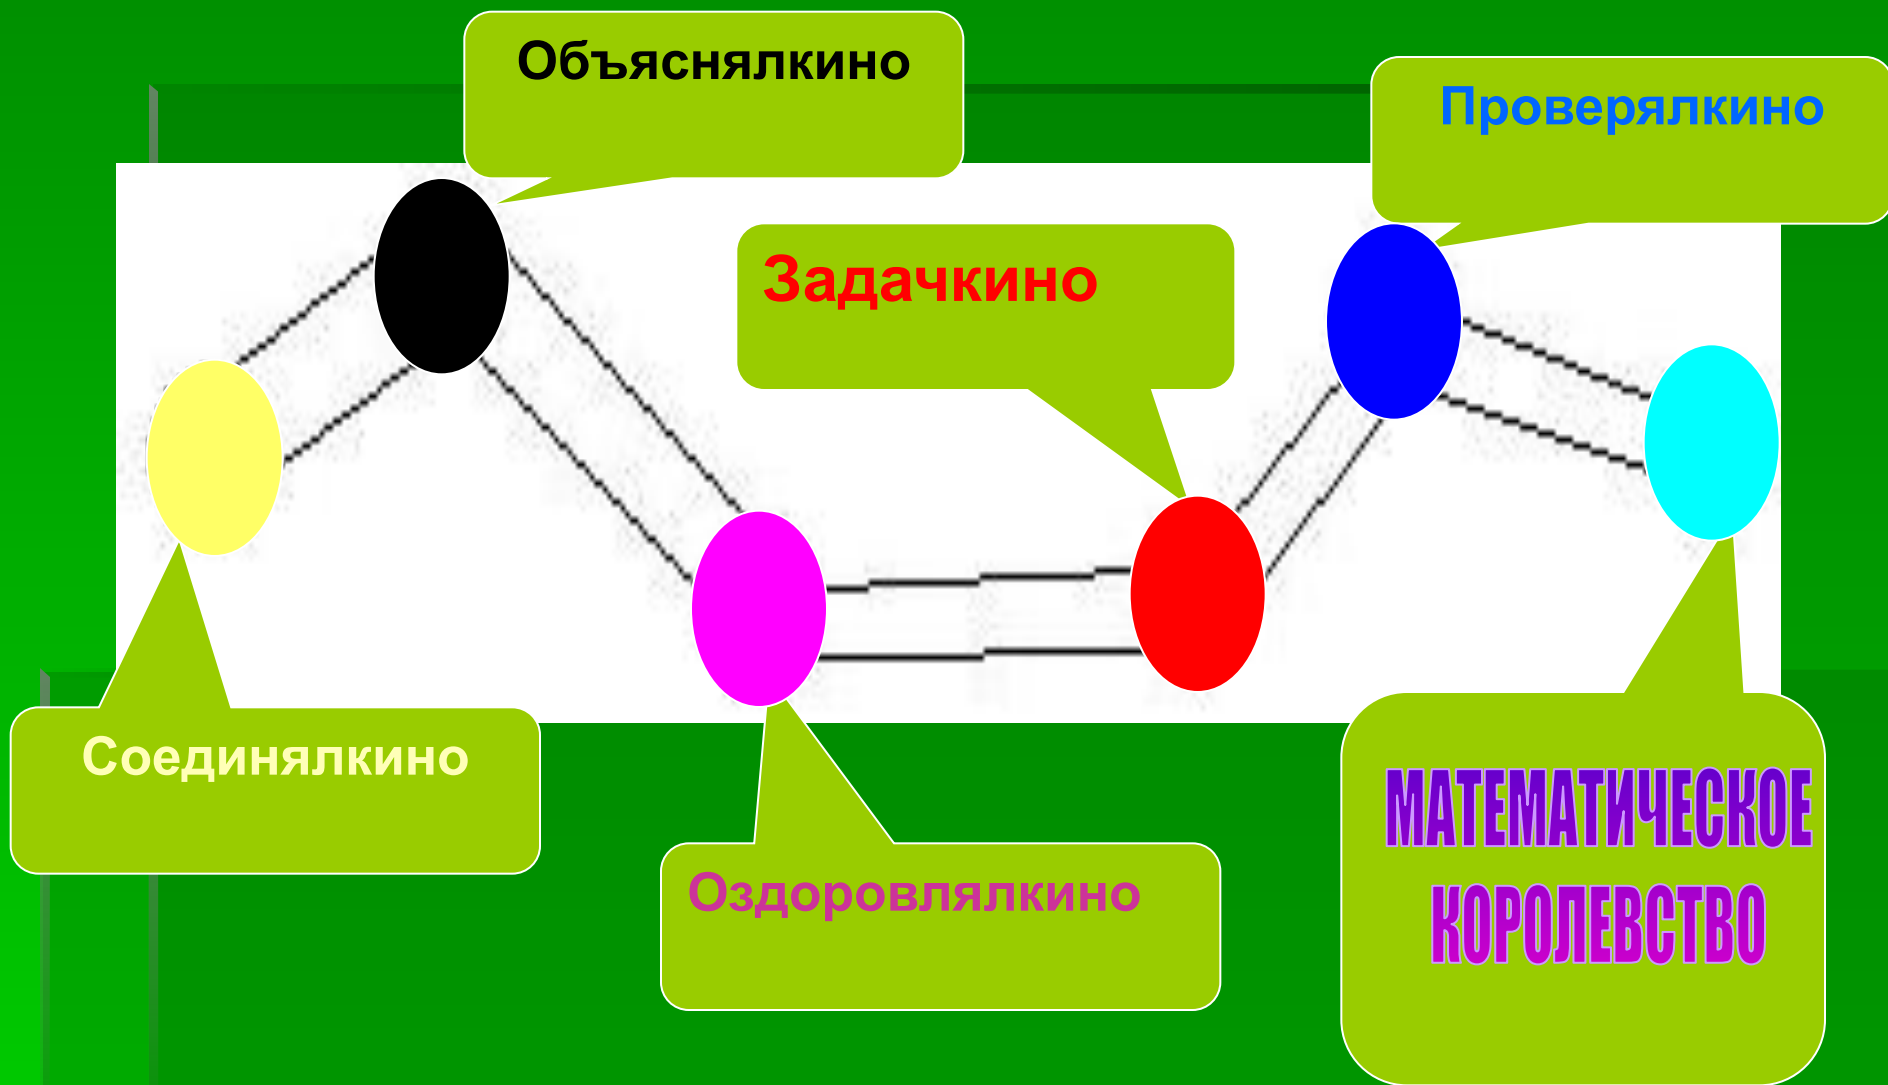 Объяснялкино
Проверялкино
Задачкино
Соединялкино
Оздоровлялкино
МАТЕМАТИЧЕСКОЕ
КОРОЛЕВСТВО